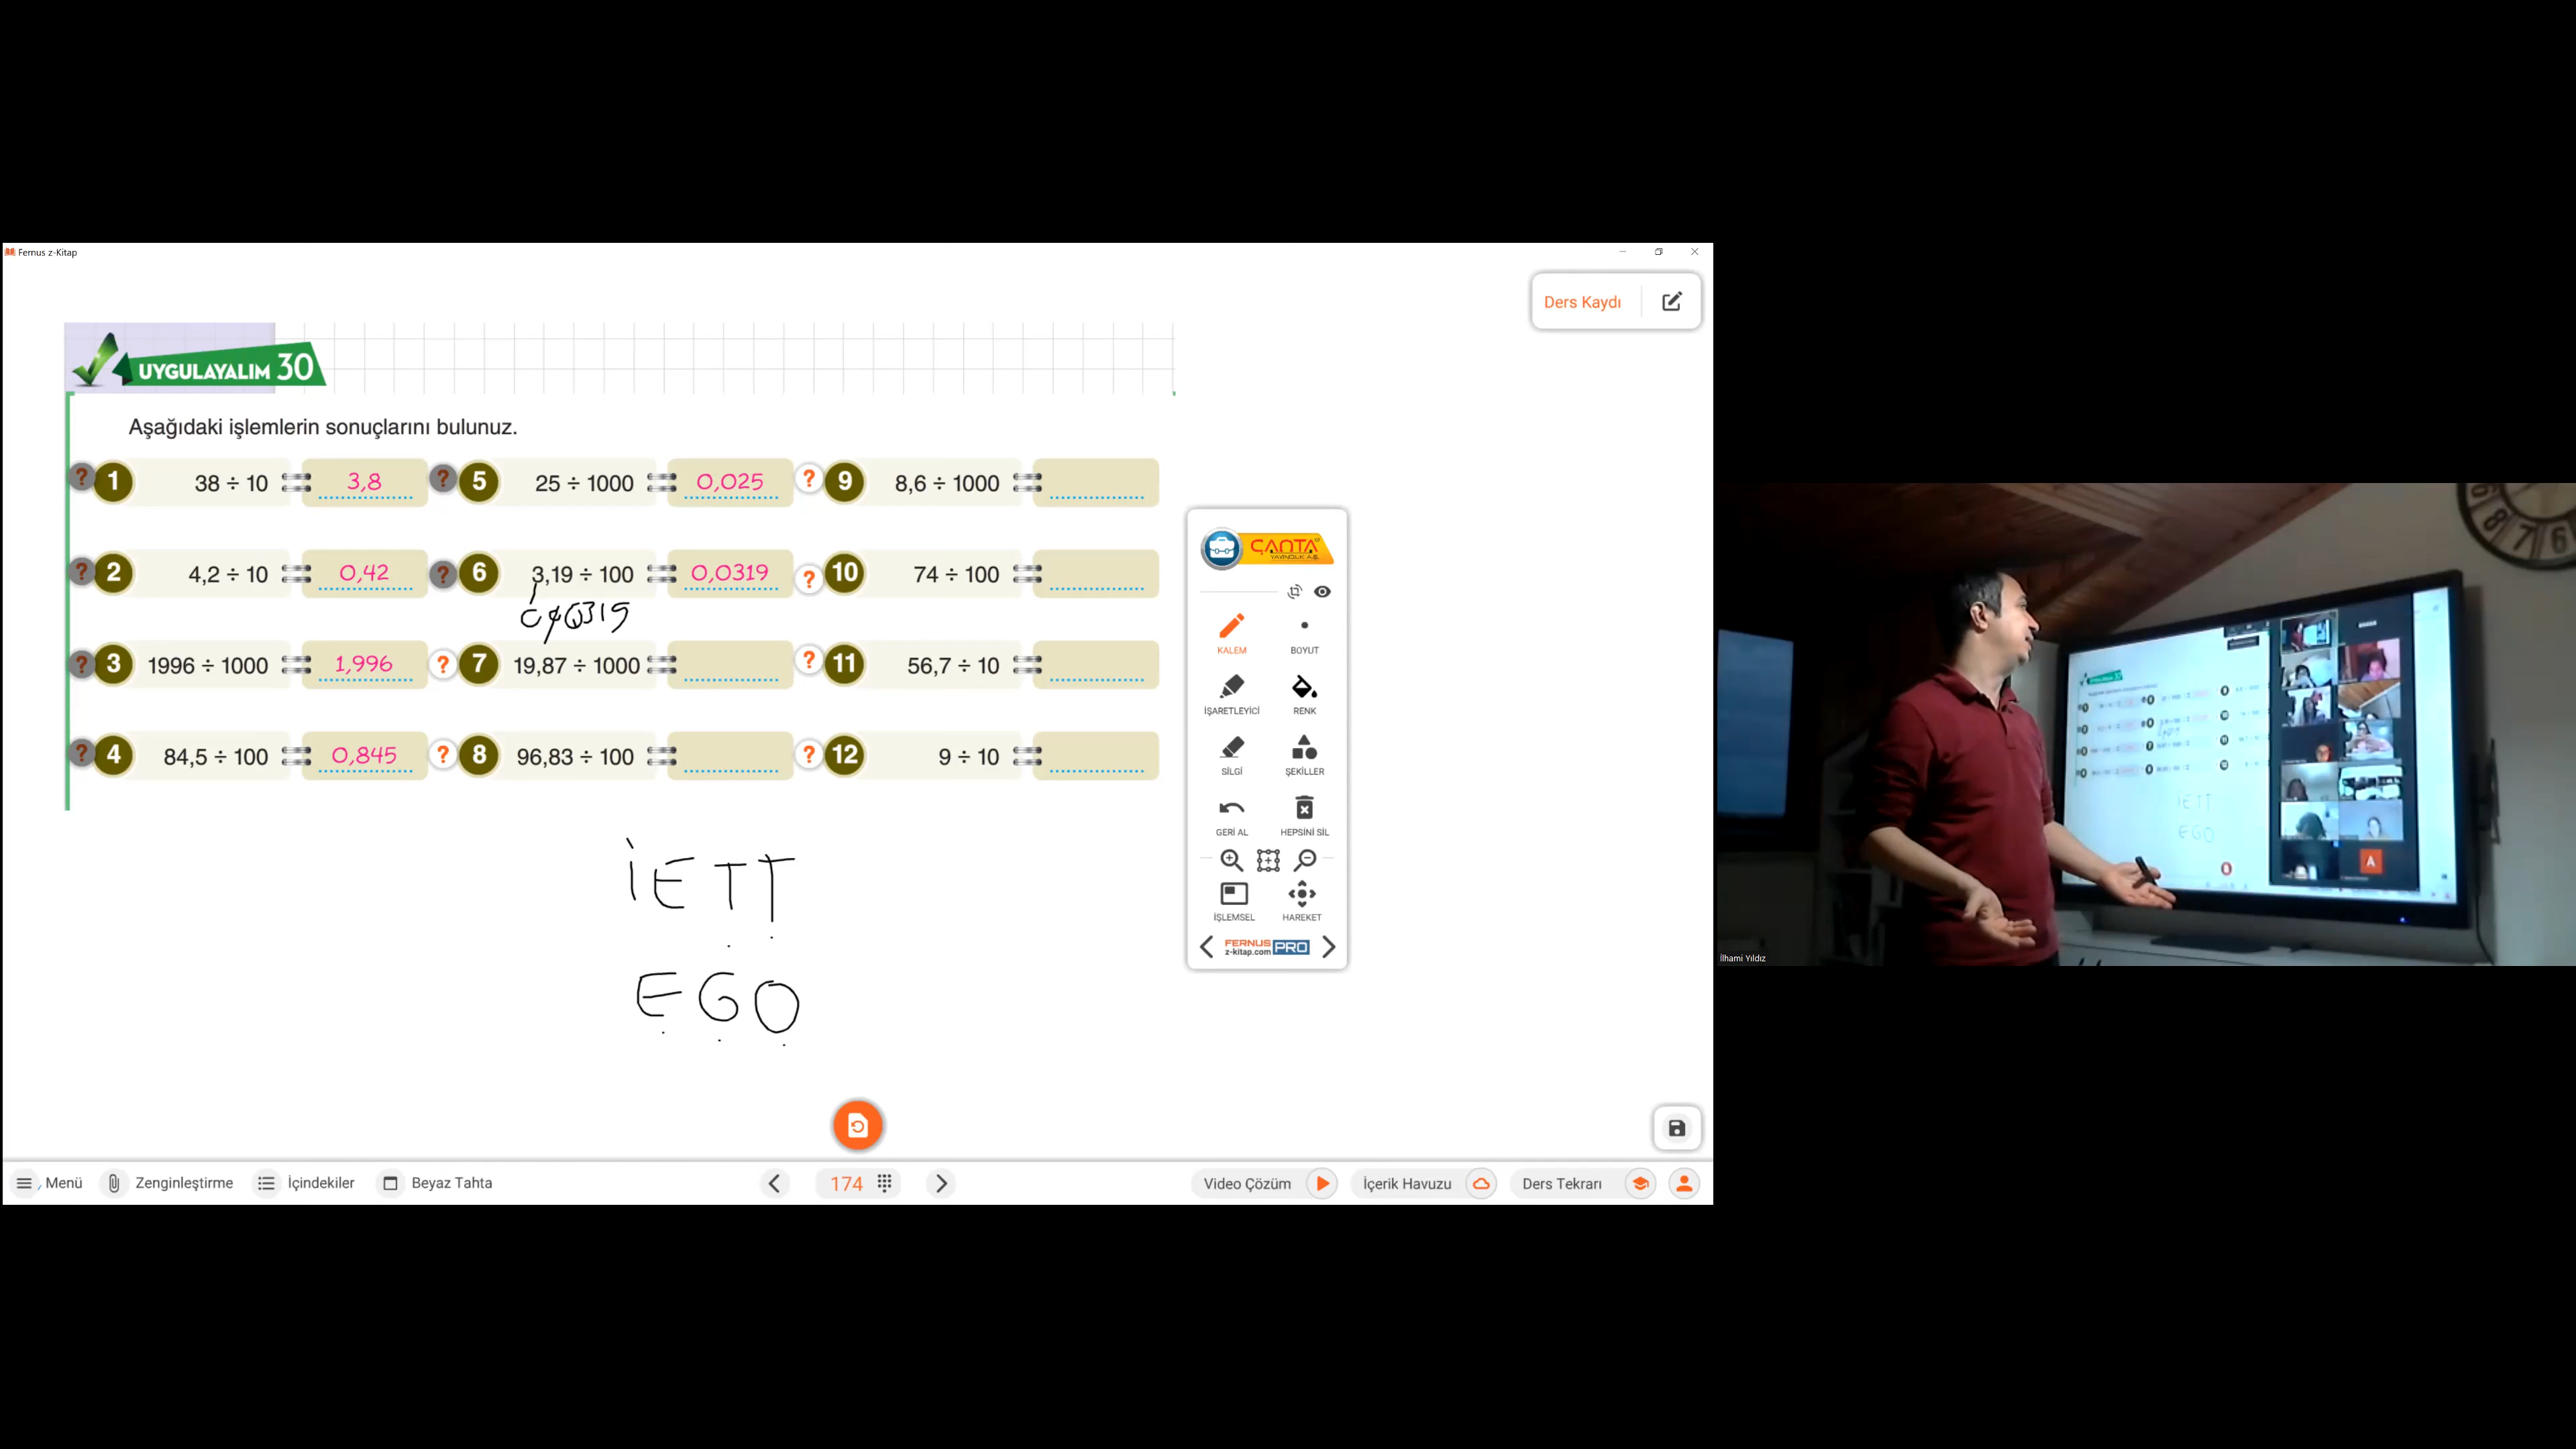 Fernus z-Kitap
Ders Kaydı
UYGULAYALIM 30
Aşağıdaki işlemlerin sonuçlarını bulunuz.
? 1 38 ÷ 10 = 3,8 ? 5 25 ÷ 1000 = 0,025 ? 9 8,6 ÷ 1000 =
? 2 4,2 ÷ 10 = 0,42 ? 6 3,19 ÷ 100 = 0,0319 ? 10 74 ÷ 100 =
? 3 1996 ÷ 1000 = 1,996 ? 7 19,87 ÷ 1000 = ? 11 56,7 ÷ 10 =
? 4 84,5 ÷ 100 = 0,845 ? 8 96,83 ÷ 100 = ? 12 9 ÷ 10 =
İETT
EGO
ÇANTA
YAYINCILIK A.Ş.
KALEM BOYUT
İŞARETLEYİCİ RENK
SİLGİ ŞEKİLLER
GERİ AL HEPSİNİ SİL
İŞLEMSEL HAREKET
FERNUS PRO
z-kitap.com
İlhami Yıldız
Menü Zenginleştirme İçindekiler Beyaz Tahta 174 Video Çözüm İçerik Havuzu Ders Tekrarı